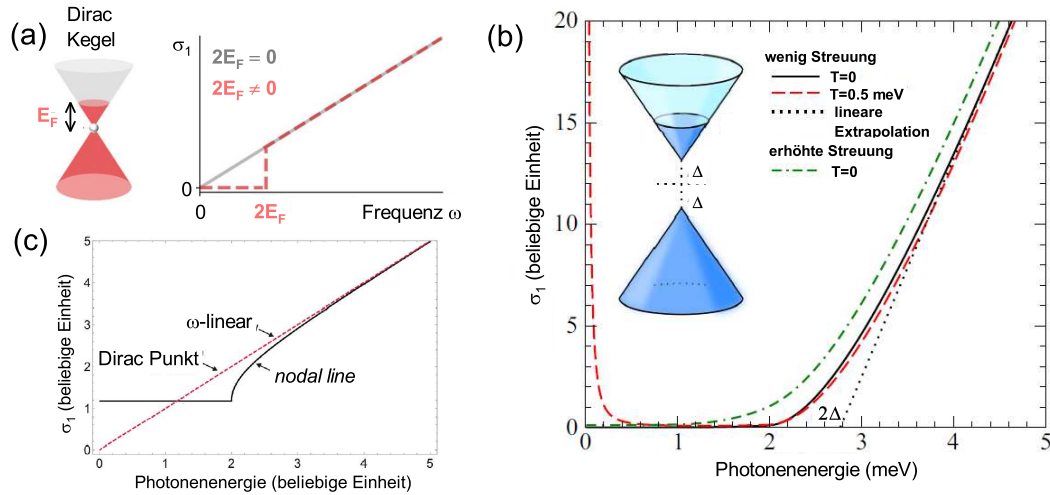 (a)
Dirac
Kegel
E_F
σ₁
2E_F = 0
2E_F ≠ 0
0
0
2E_F
Frequenz ω
(b)
σ₁ (beliebige Einheit)
20
15
10
5
0
wenig Streuung
T=0
T=0.5 meV
lineare
Extrapolation
erhöhte Streuung
T=0
Δ
Δ
2Δ
0
1
2
3
4
5
Photonenenergie (meV)
(c)
σ₁ (beliebige Einheit)
5
4
3
2
1
0
ω-linear
Dirac Punkt
nodal line
0
1
2
3
4
5
Photonenenergie (beliebige Einheit)